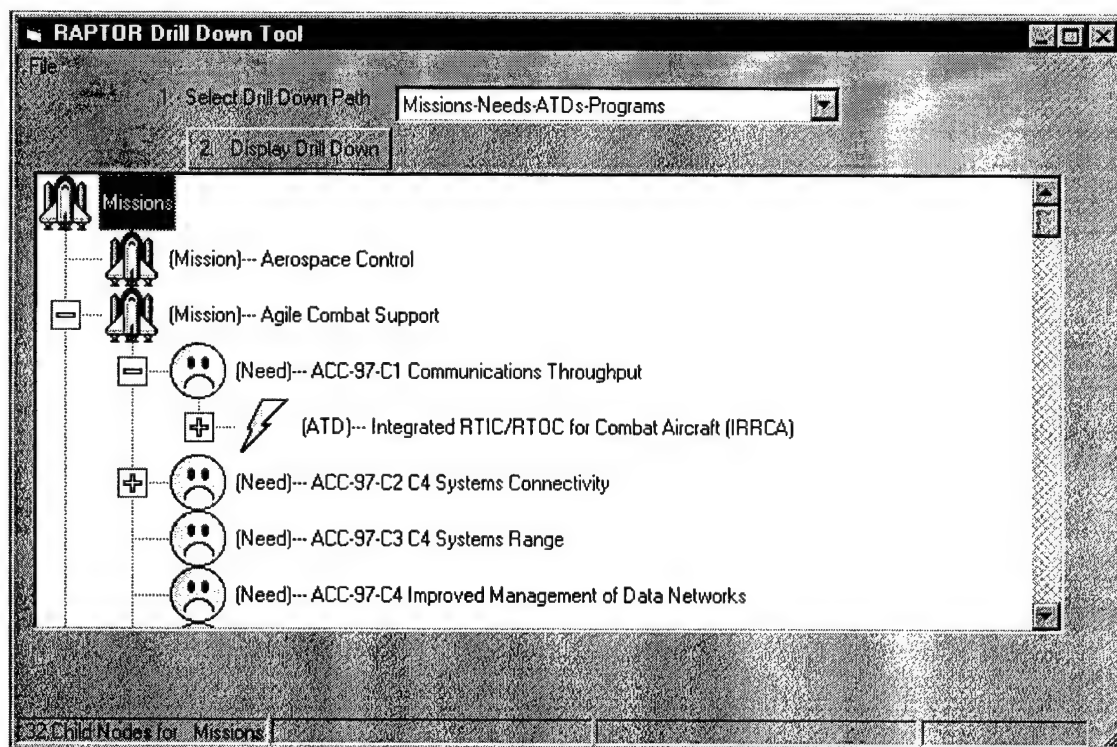 RAPTOR Drill Down Tool
File
1. Select Drill Down Path Missions-Needs-ATDs-Programs
2. Display Drill Down
Missions
(Mission)--- Aerospace Control
(Mission)--- Agile Combat Support
(Need)--- ACC-97-C1 Communications Throughput
(ATD)--- Integrated RTIC/RTOC for Combat Aircraft (IRRCA)
(Need)--- ACC-97-C2 C4 Systems Connectivity
(Need)--- ACC-97-C3 C4 Systems Range
(Need)--- ACC-97-C4 Improved Management of Data Networks
32 Child Nodes for Missions